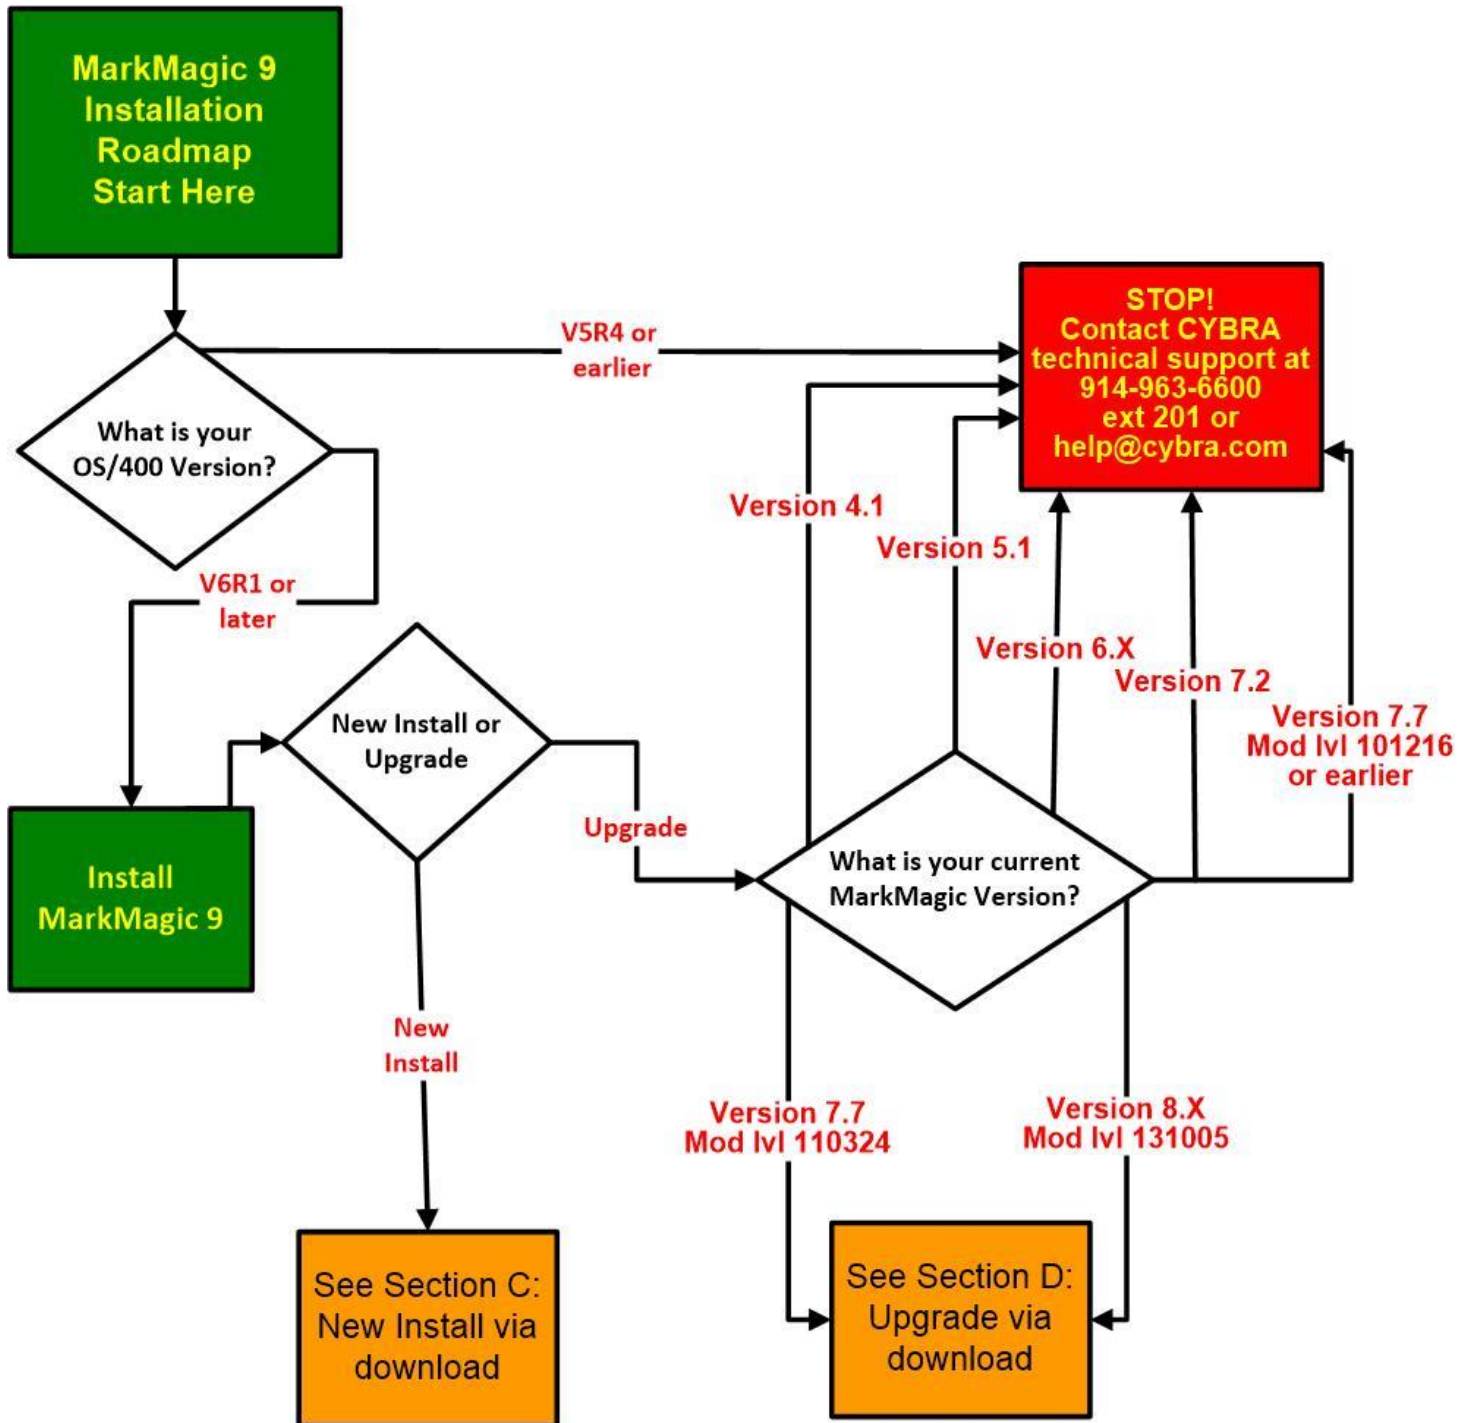 MarkMagic 9
Installation
Roadmap
Start Here
V5R4 or
earlier
STOP!
Contact CYBRA
technical support at
914-963-6600
ext 201 or
help@cybra.com
What is your
OS/400 Version?
Version 4.1
Version 5.1
V6R1 or
later
Version 6.X
Version 7.2
Version 7.7
Mod lvl 101216
or earlier
New Install or
Upgrade
Upgrade
What is your current
MarkMagic Version?
Install
MarkMagic 9
New
Install
Version 7.7
Mod lvl 110324
Version 8.X
Mod lvl 131005
See Section C:
New Install via
download
See Section D:
Upgrade via
download